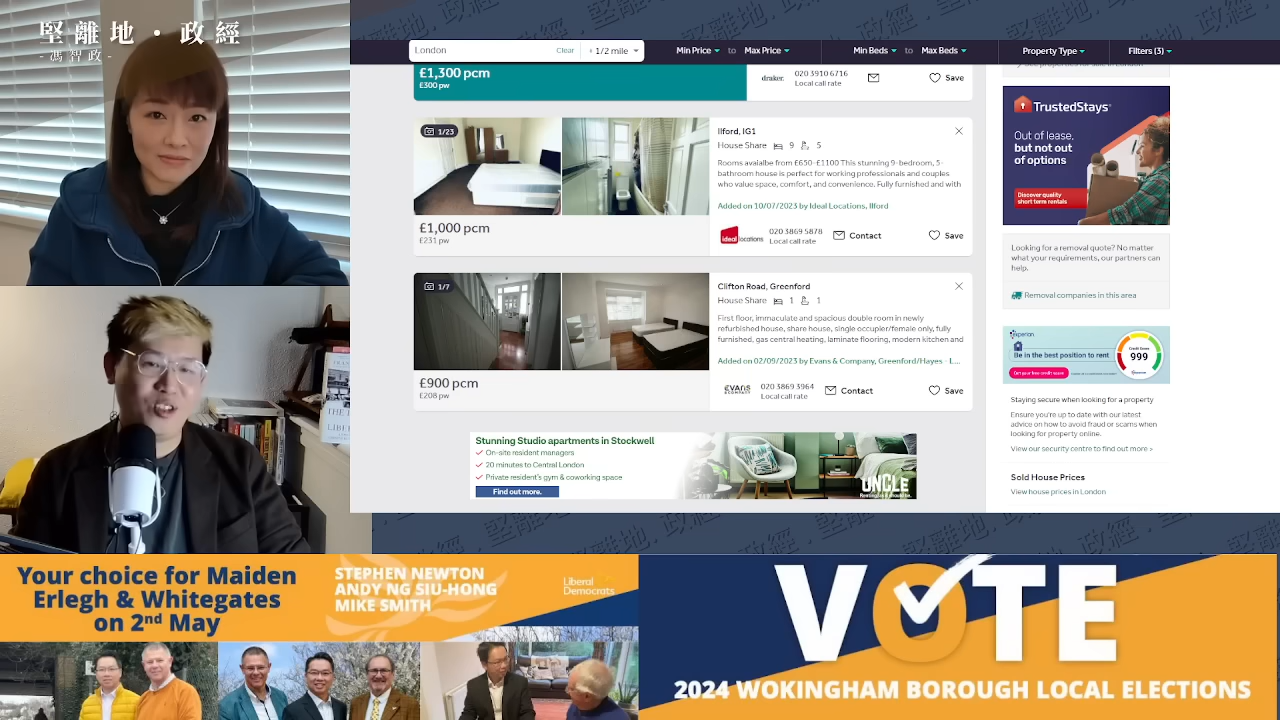 堅離地・政經
-馮智政-
London
Clear
+ 1/2 mile
Min Price to Max Price
Min Beds to Max Beds
Property Type
Filters (3)
£1,300 pcm
£300 pw
draker.
020 3910 6716
Local call rate
Save
1/23
Ilford, IG1
House Share 9 5
Rooms avalaibe from £650-£1100 This stunning 9-bedroom, 5-
bathroom house is perfect for working professionals and couples
who value space, comfort, and convenience. Fully furnished and with
Added on 10/07/2023 by Ideal Locations, Ilford
£1,000 pcm
£231 pw
ideal locations
020 3869 5878
Local call rate
Contact
Save
1/7
Clifton Road, Greenford
House Share 1 1
First floor, immaculate and spacious double room in newly
refurbished house, share house, single occupier/female only, fully
furnished, gas central heating, laminate flooring, modern kitchen and
Added on 02/09/2023 by Evans & Company, Greenford/Hayes - L...
£900 pcm
£208 pw
EVANS
020 3869 3964
Local call rate
Contact
Save
Stunning Studio apartments in Stockwell
On-site resident managers
20 minutes to Central London
Private resident's gym & coworking space
Find out more.
UNCLE
TrustedStays
Out of lease,
but not out
of options
Discover quality
short term rentals
Looking for a removal quote? No matter
what your requirements, our partners can
help.
Removal companies in this area
experian
Be in the best position to rent
Get your free credit score
Credit Score
999
Staying secure when looking for a property
Ensure you're up to date with our latest
advice on how to avoid fraud or scams when
looking for property online.
View our security centre to find out more >
Sold House Prices
View house prices in London
Your choice for Maiden
Erlegh & Whitegates
on 2nd May
STEPHEN NEWTON
ANDY NG SIU-HONG
MIKE SMITH
Liberal
Democrats
VOTE
2024 WOKINGHAM BOROUGH LOCAL ELECTIONS